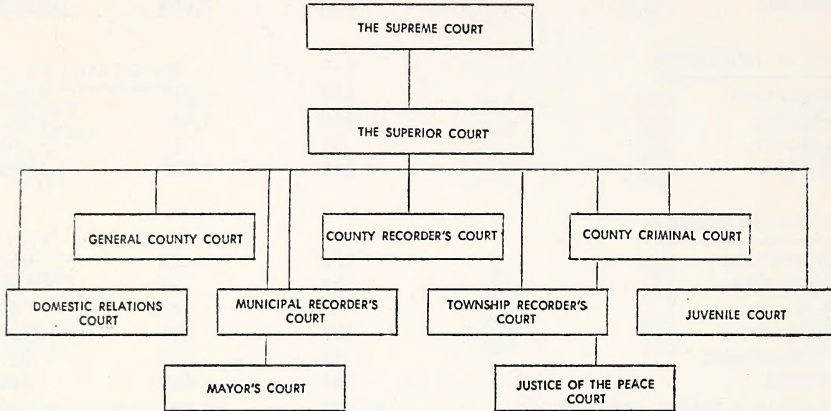 THE SUPREME COURT
THE SUPERIOR COURT
GENERAL COUNTY COURT
COUNTY RECORDER'S COURT
COUNTY CRIMINAL COURT
DOMESTIC RELATIONS
COURT
MUNICIPAL RECORDER'S
COURT
TOWNSHIP RECORDER'S
COURT
JUVENILE COURT
MAYOR'S COURT
JUSTICE OF THE PEACE
COURT